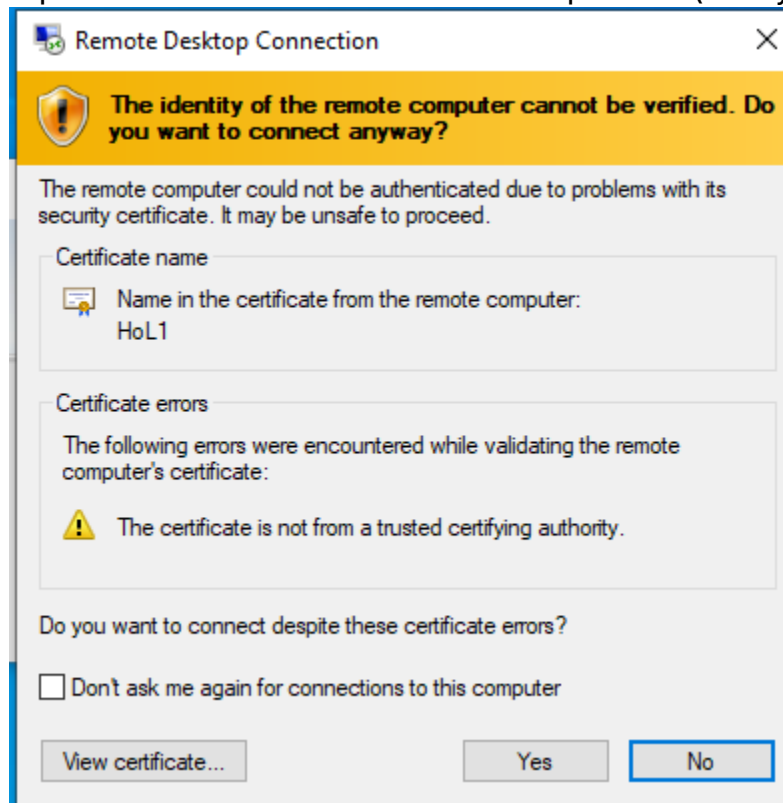 Remote Desktop Connection
The identity of the remote computer cannot be verified. Do
you want to connect anyway?
The remote computer could not be authenticated due to problems with its
security certificate. It may be unsafe to proceed.
Certificate name
Name in the certificate from the remote computer:
HoL1
Certificate errors
The following errors were encountered while validating the remote
computer's certificate:
The certificate is not from a trusted certifying authority.
Do you want to connect despite these certificate errors?
Don't ask me again for connections to this computer
View certificate...
Yes
No